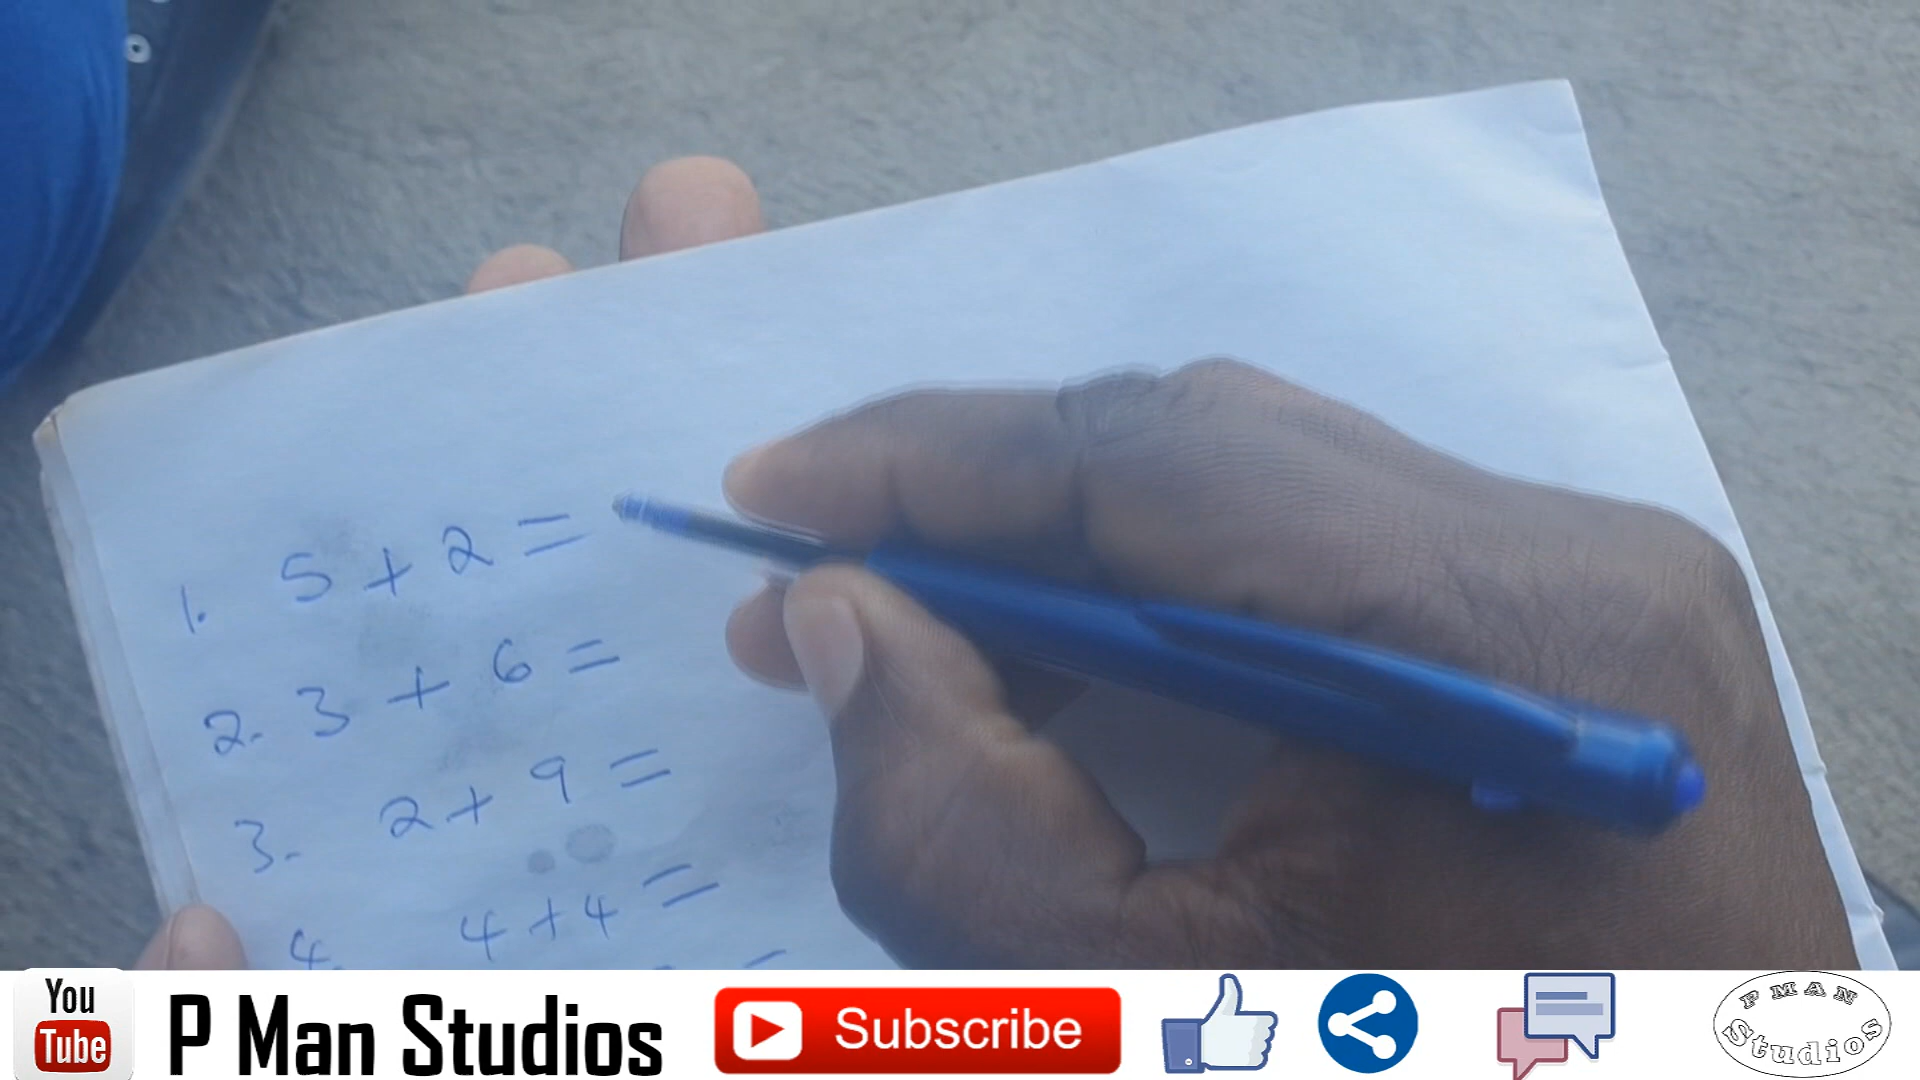 1. 5 + 2 =
2. 3 + 6 =
3. 2 + 9 =
4. 4 + 4 =
You Tube P Man Studios Subscribe P MAN Studios